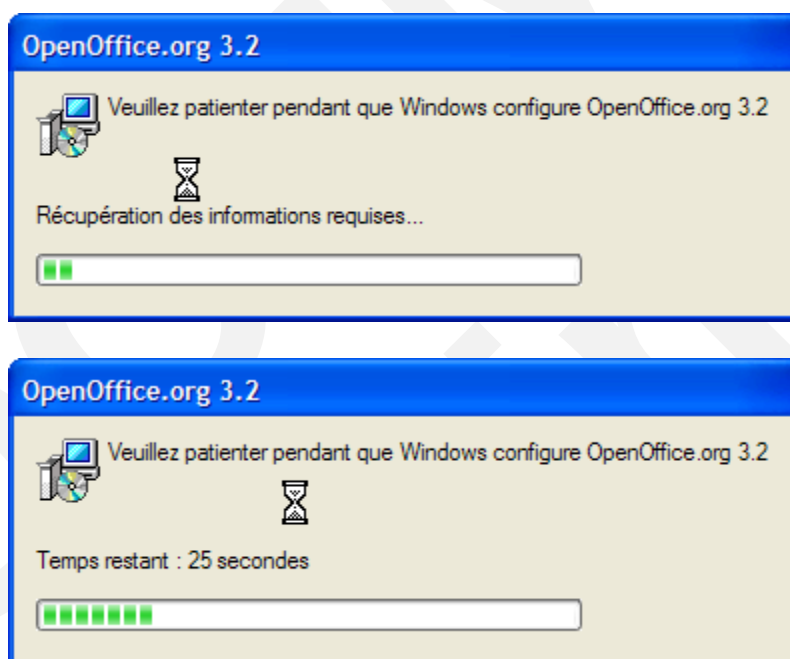 OpenOffice.org 3.2
Veuillez patienter pendant que Windows configure OpenOffice.org 3.2
Récupération des informations requises...
OpenOffice.org 3.2
Veuillez patienter pendant que Windows configure OpenOffice.org 3.2
Temps restant : 25 secondes